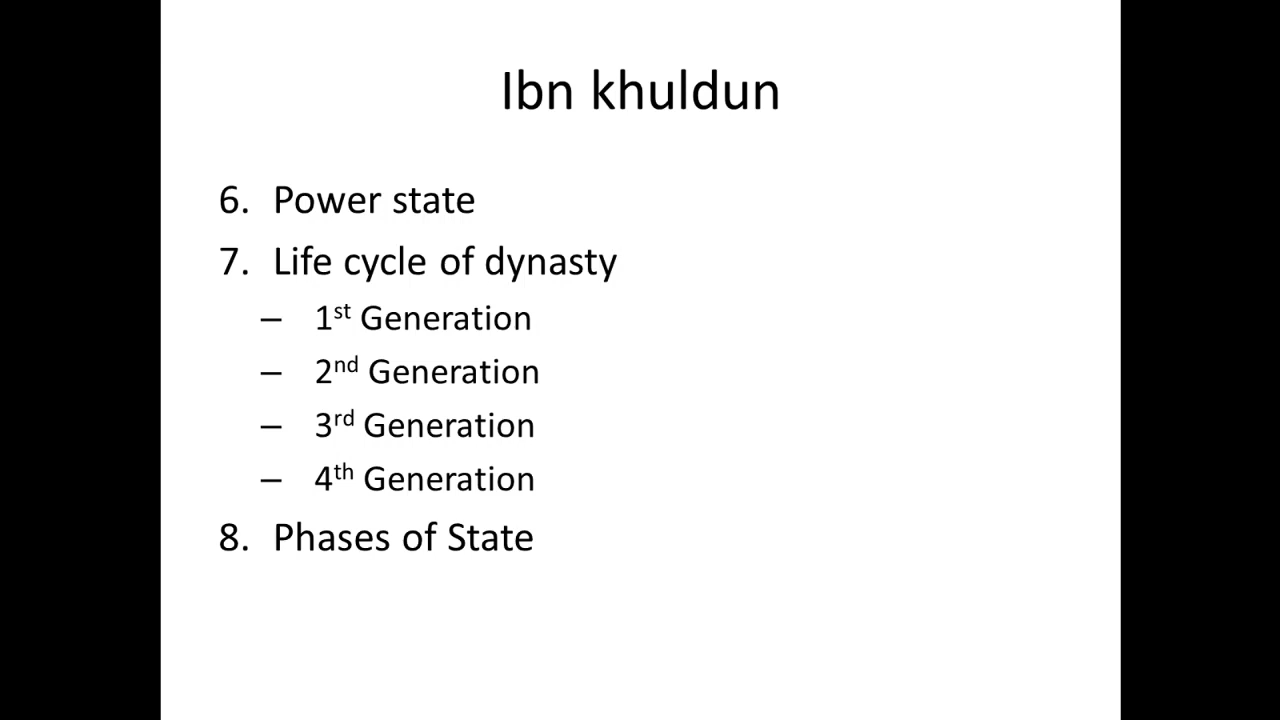 Ibn khuldun
6. Power state
7. Life cycle of dynasty
– 1st Generation
– 2nd Generation
– 3rd Generation
– 4th Generation
8. Phases of State